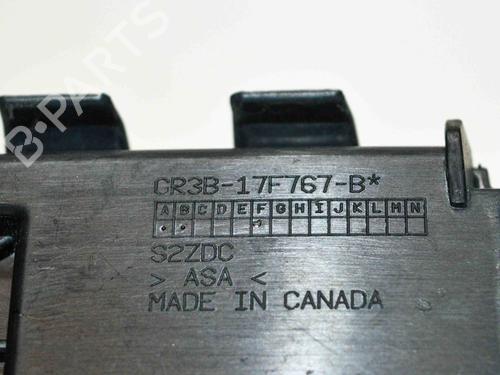 B-PARTS
GR3B-17F767-B*
A B C D E F G H I J K L M N
S2ZDC
> ASA <
MADE IN CANADA